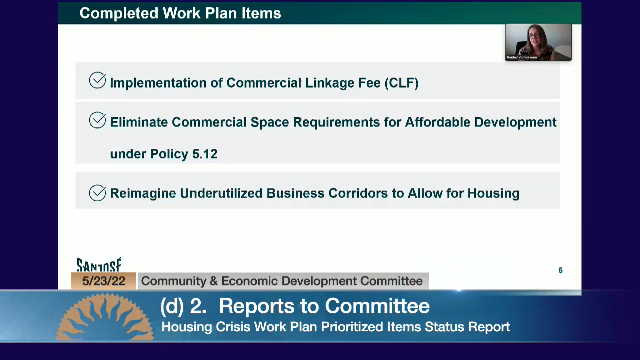 Completed Work Plan Items
Implementation of Commercial Linkage Fee (CLF)
Eliminate Commercial Space Requirements for Affordable Development
under Policy 5.12
Reimagine Underutilized Business Corridors to Allow for Housing
SAN JOSE
6
5/23/22 Community & Economic Development Committee
(d) 2. Reports to Committee
Housing Crisis Work Plan Prioritized Items Status Report